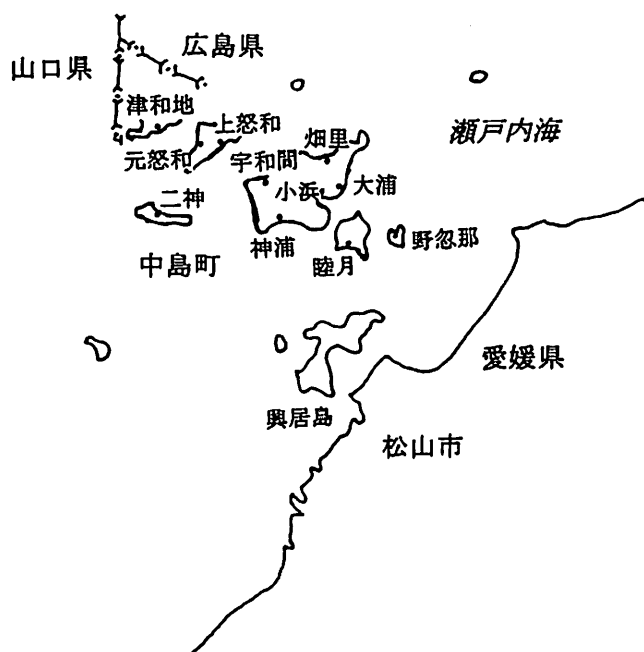 広島県
山口県
津和地
上怒和
瀬戸内海
畑里
元怒和
宇和間
小浜
大浦
二神
神浦
野忽那
中島町
睦月
愛媛県
興居島
松山市